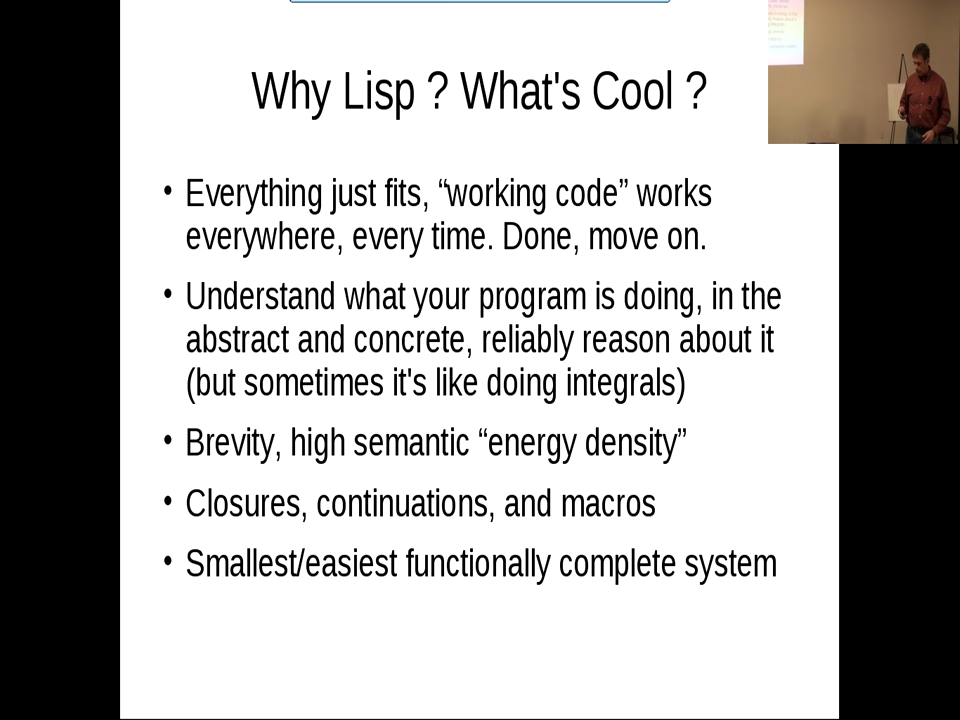 Why Lisp ? What's Cool ?
• Everything just fits, “working code” works
everywhere, every time. Done, move on.
• Understand what your program is doing, in the
abstract and concrete, reliably reason about it
(but sometimes it's like doing integrals)
• Brevity, high semantic “energy density”
• Closures, continuations, and macros
• Smallest/easiest functionally complete system